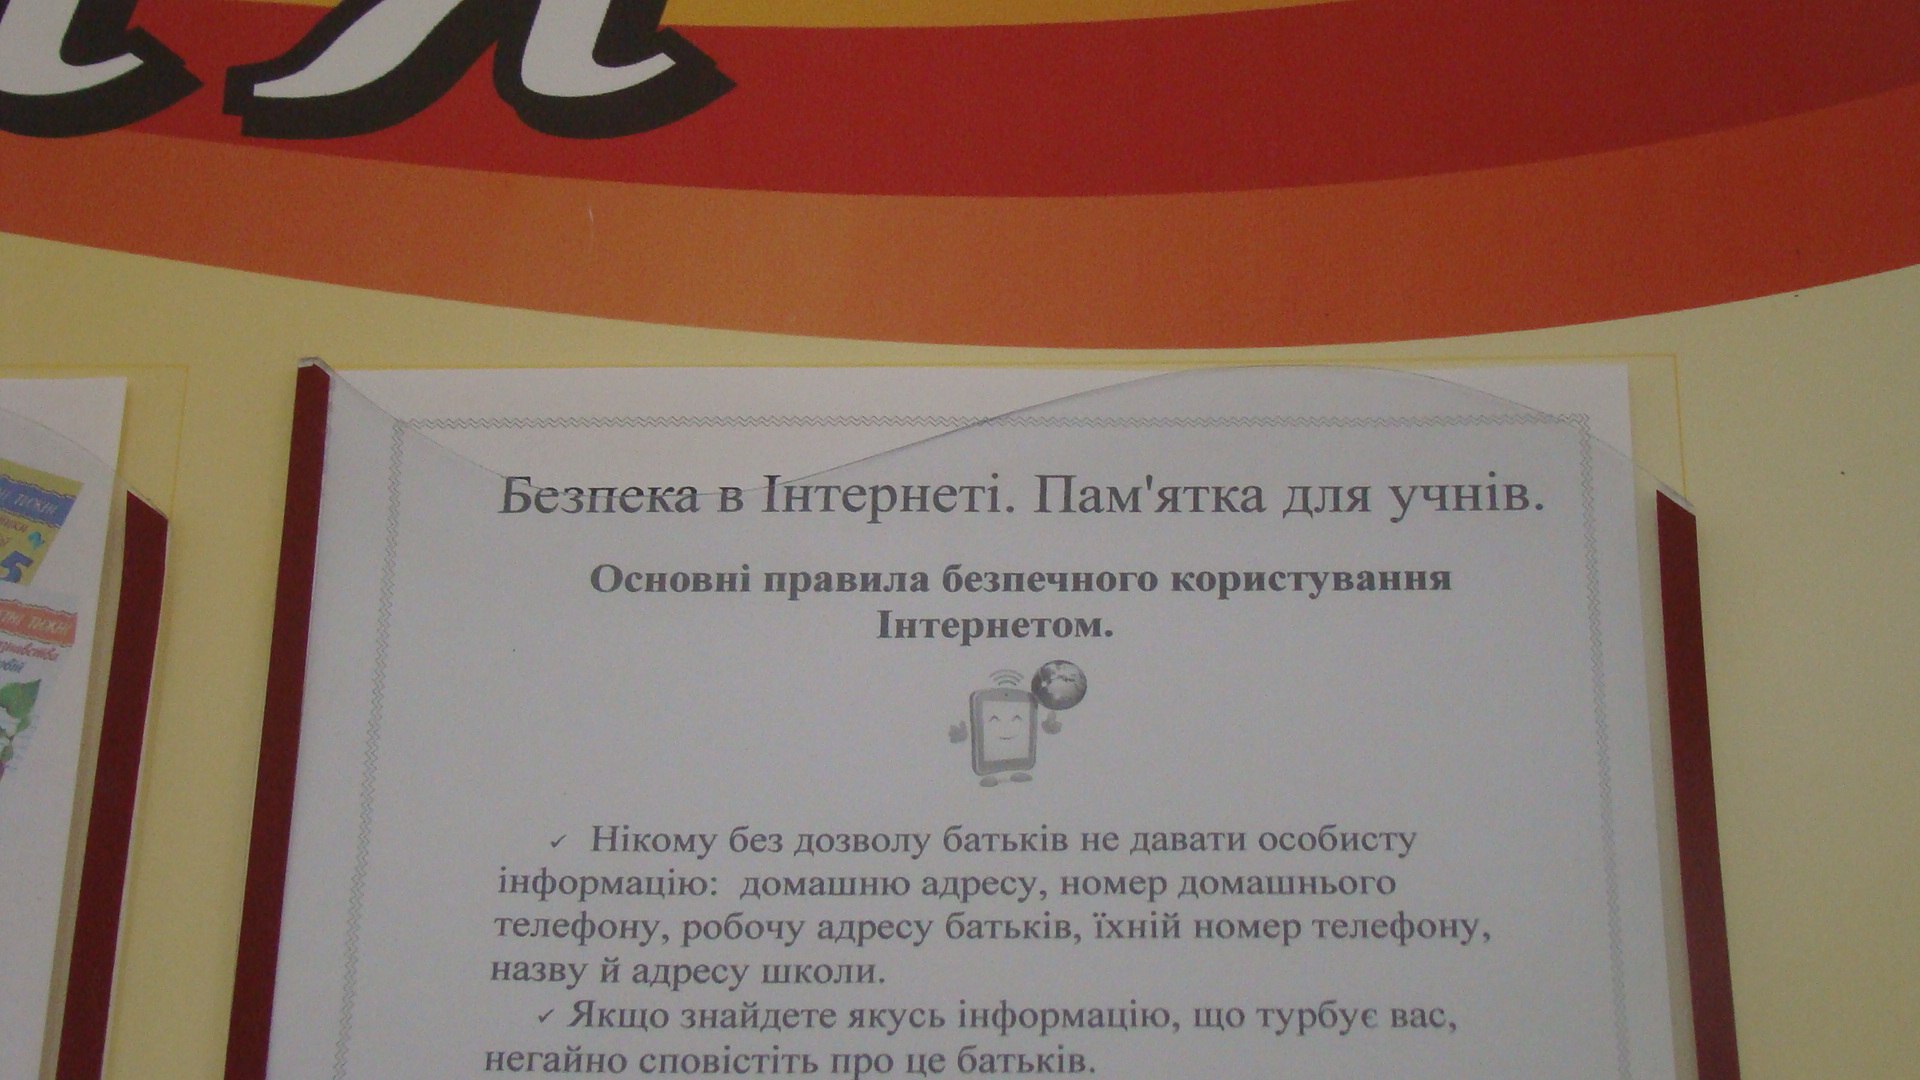 Безпека в Інтернеті. Пам'ятка для учнів.
Основні правила безпечного користування
Інтернетом.
✓ Нікому без дозволу батьків не давати особисту
інформацію: домашню адресу, номер домашнього
телефону, робочу адресу батьків, їхній номер телефону,
назву й адресу школи.
✓ Якщо знайдете якусь інформацію, що турбує вас,
негайно сповістіть про це батьків.